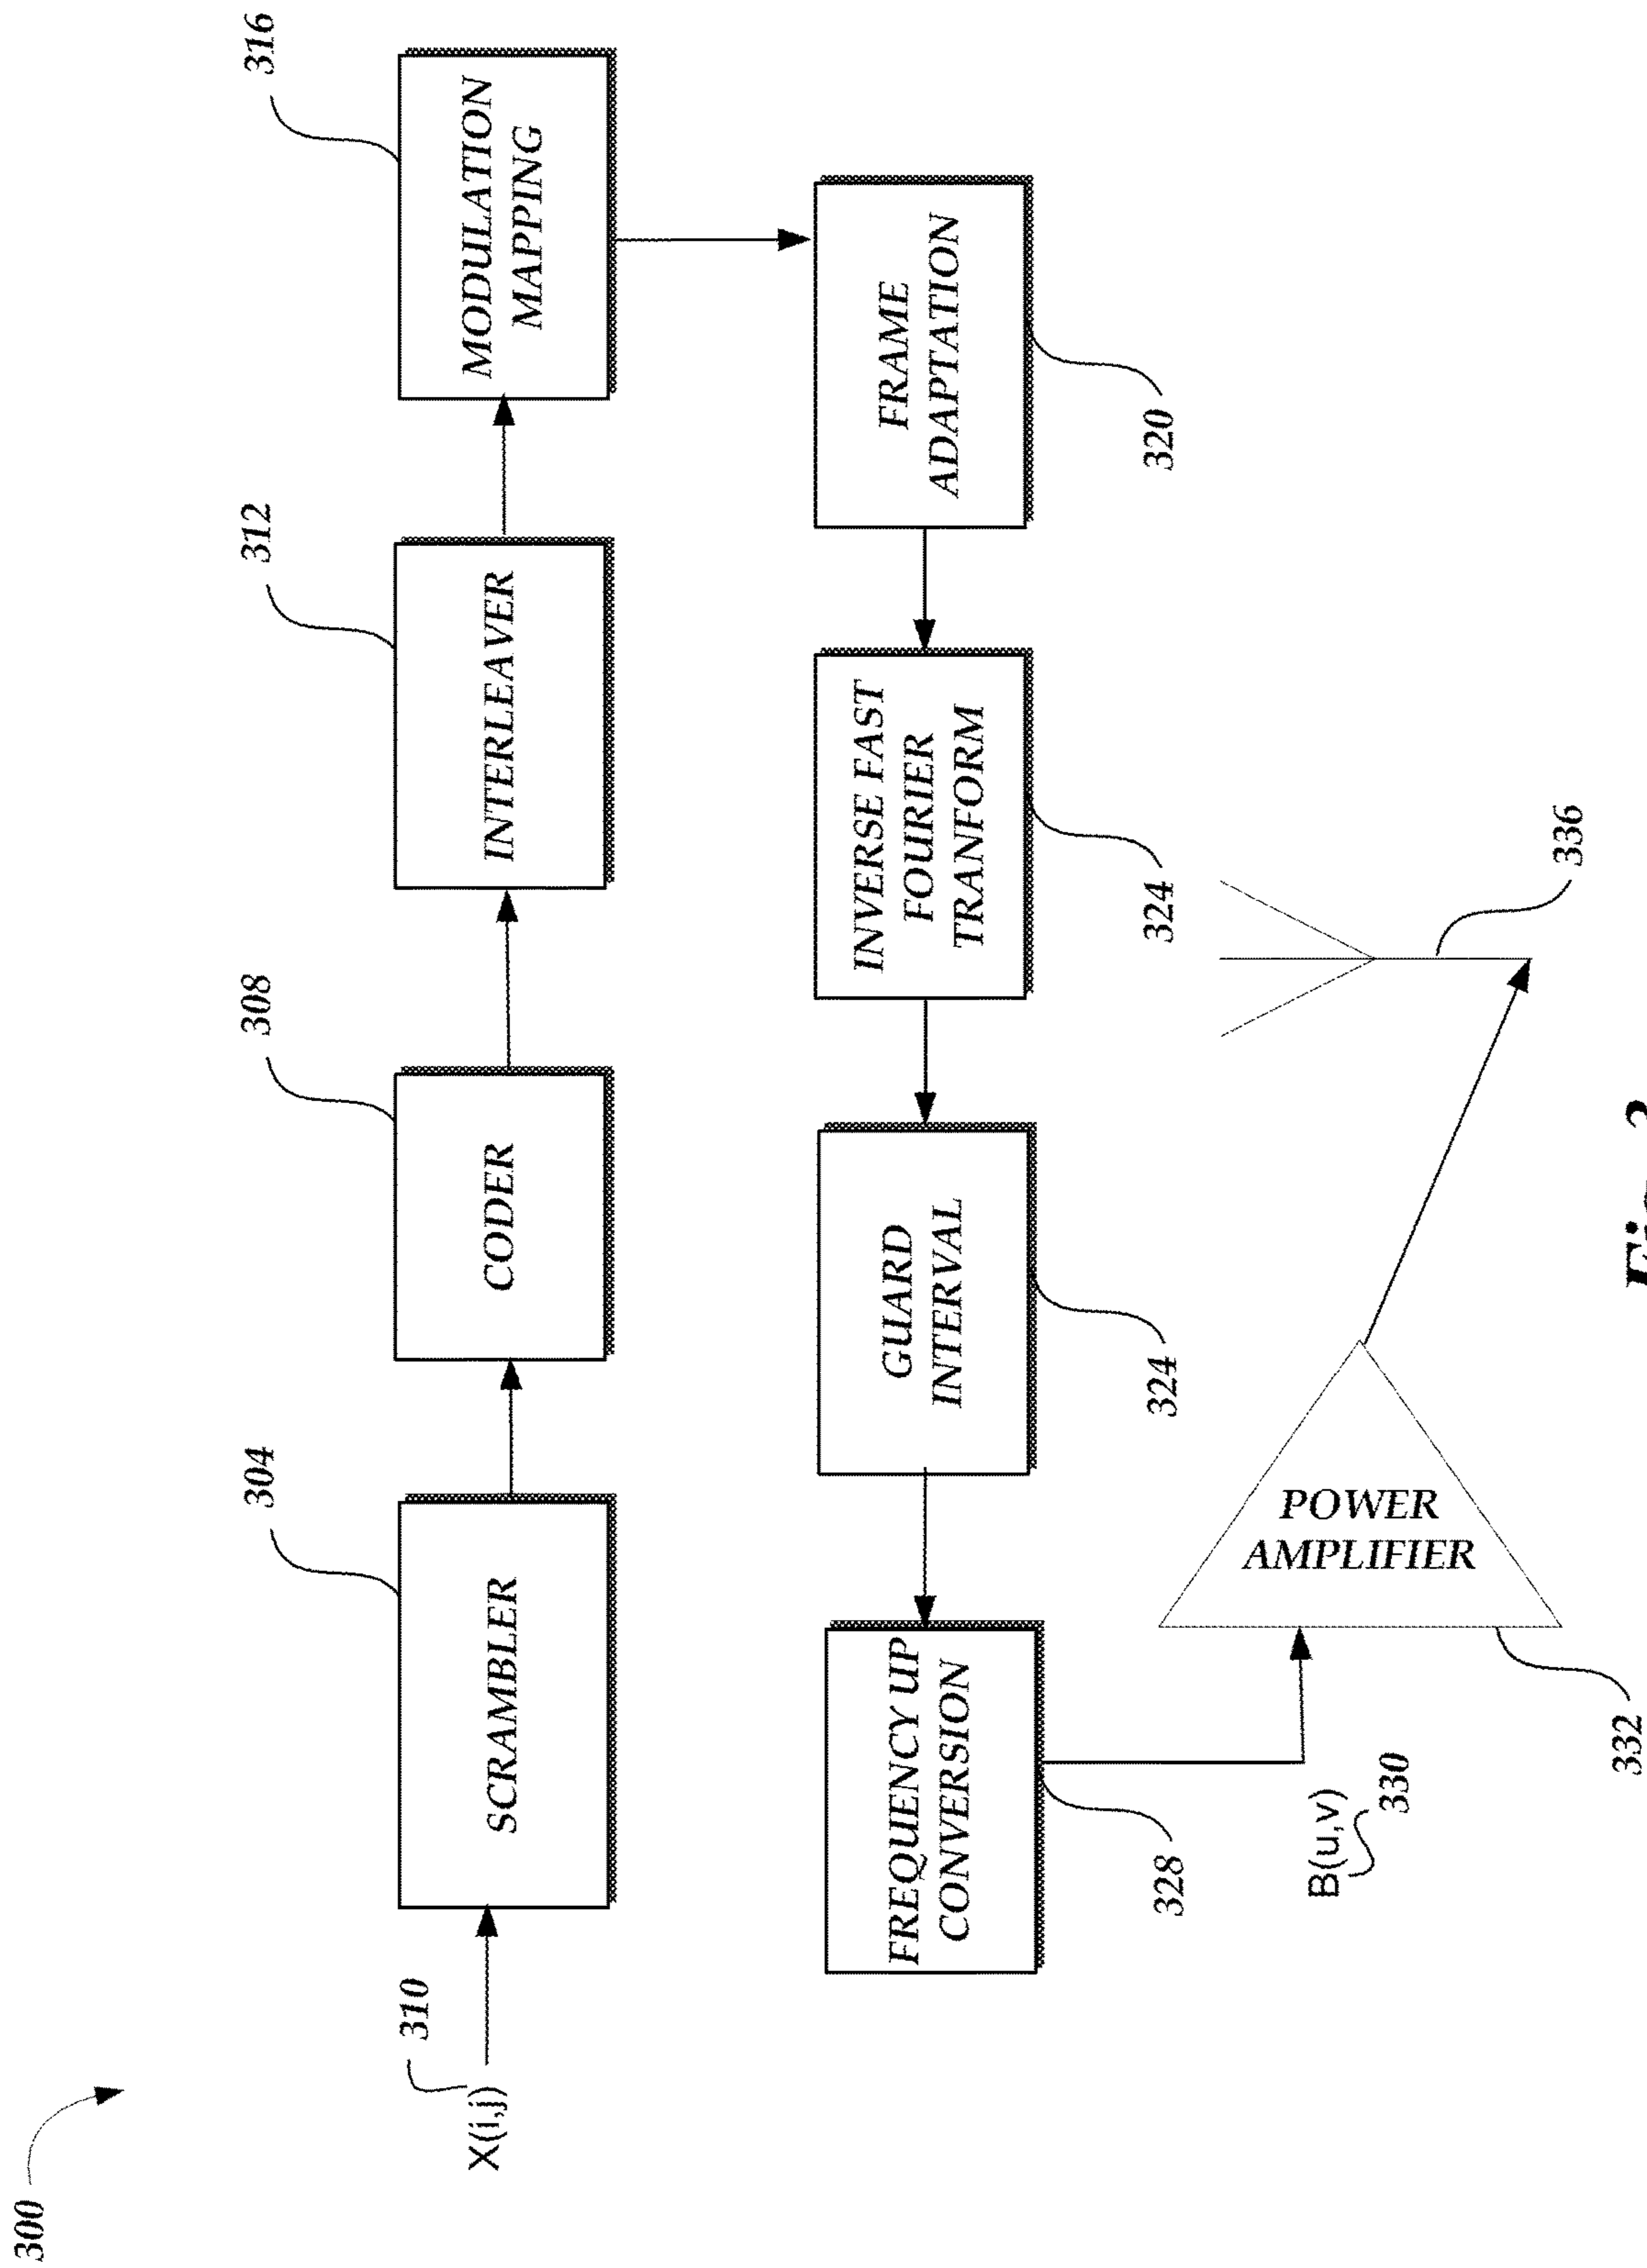 300
X(i,j)
310
SCRAMBLER
304
CODER
308
INTERLEAVER
312
MODULATION
MAPPING
316
FRAME
ADAPTATION
320
INVERSE FAST
FOURIER
TRANFORM
324
GUARD
INTERVAL
324
FREQUENCY UP
CONVERSION
328
B(u,v)
330
POWER
AMPLIFIER
332
336
Fig.